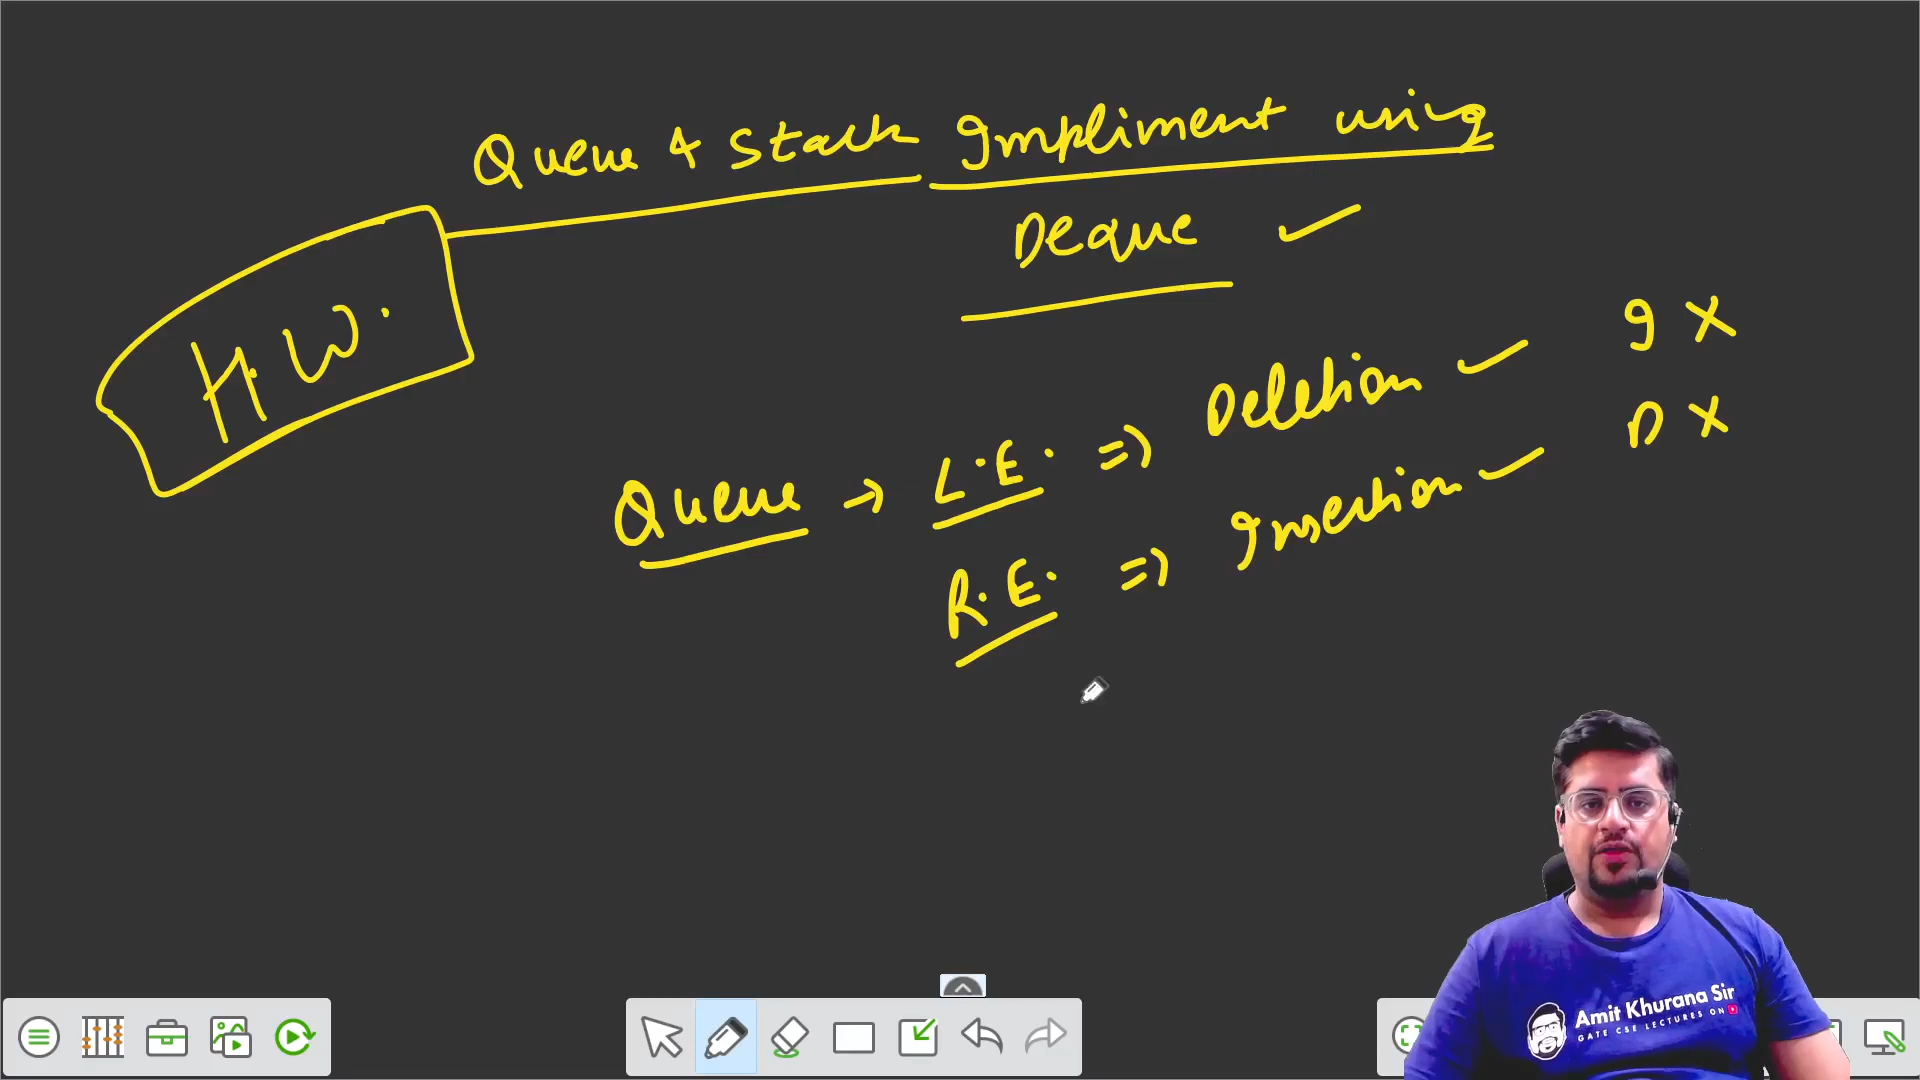 Queue & Stack Impliment using
Deque ✓
H.W.
Queue → L.E. ⇒ Deletion ✓ I X
R.E. ⇒ Insertion ✓ D X
Amit Khurana Sir
GATE CSE LECTURES ON